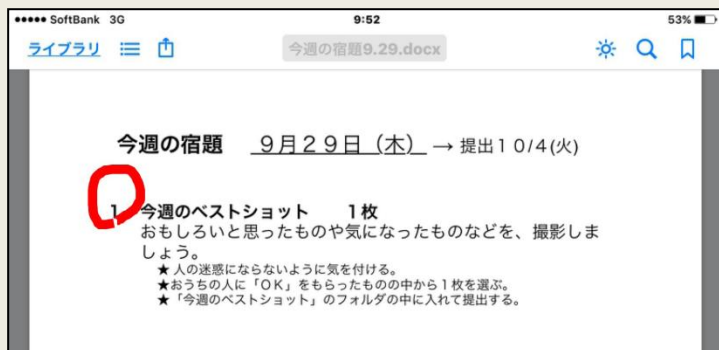 ●●●●● SoftBank 3G 9:52 53%
ライブラリ 今週の宿題9.29.docx
今週の宿題 9月29日（木） → 提出10/4(火)
1 今週のベストショット 1枚
おもしろいと思ったものや気になったものなどを、撮影しま
しょう。
★人の迷惑にならないように気を付ける。
★おうちの人に「OK」をもらったものの中から1枚を選ぶ。
★「今週のベストショット」のフォルダの中に入れて提出する。